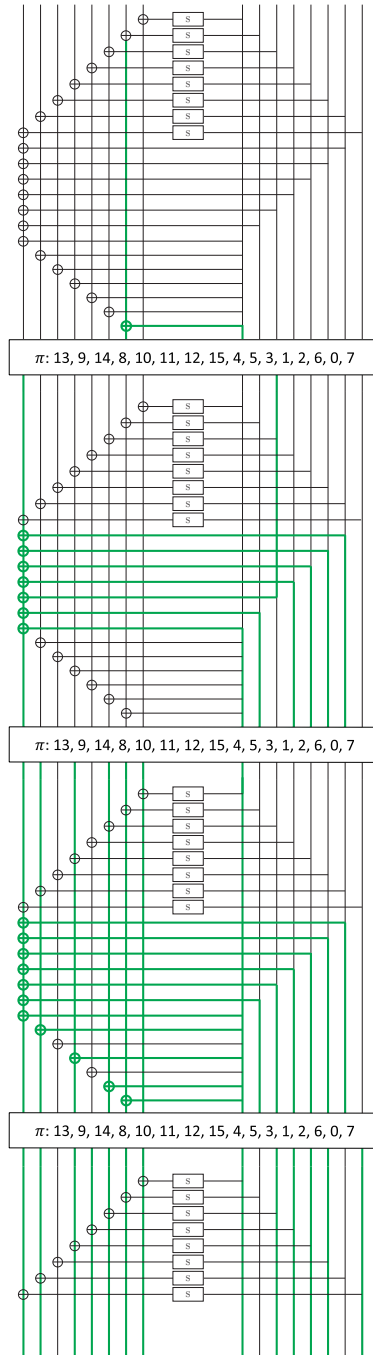 S
S
S
S
S
S
S
S
π: 13, 9, 14, 8, 10, 11, 12, 15, 4, 5, 3, 1, 2, 6, 0, 7
S
S
S
S
S
S
S
S
π: 13, 9, 14, 8, 10, 11, 12, 15, 4, 5, 3, 1, 2, 6, 0, 7
S
S
S
S
S
S
S
S
π: 13, 9, 14, 8, 10, 11, 12, 15, 4, 5, 3, 1, 2, 6, 0, 7
S
S
S
S
S
S
S
S